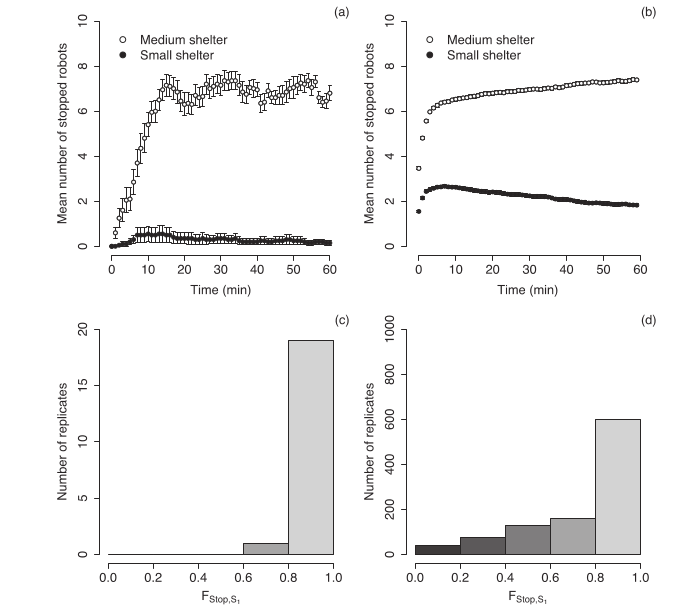 (a)
Medium shelter
Small shelter
Mean number of stopped robots
10
8
6
4
2
0
0 10 20 30 40 50 60
Time (min)
(b)
Medium shelter
Small shelter
Mean number of stopped robots
10
8
6
4
2
0
0 10 20 30 40 50 60
Time (min)
(c)
Number of replicates
20
15
10
5
0
0.0 0.2 0.4 0.6 0.8 1.0
FStop,S1
(d)
Number of replicates
1000
800
600
400
200
0
0.0 0.2 0.4 0.6 0.8 1.0
FStop,S1